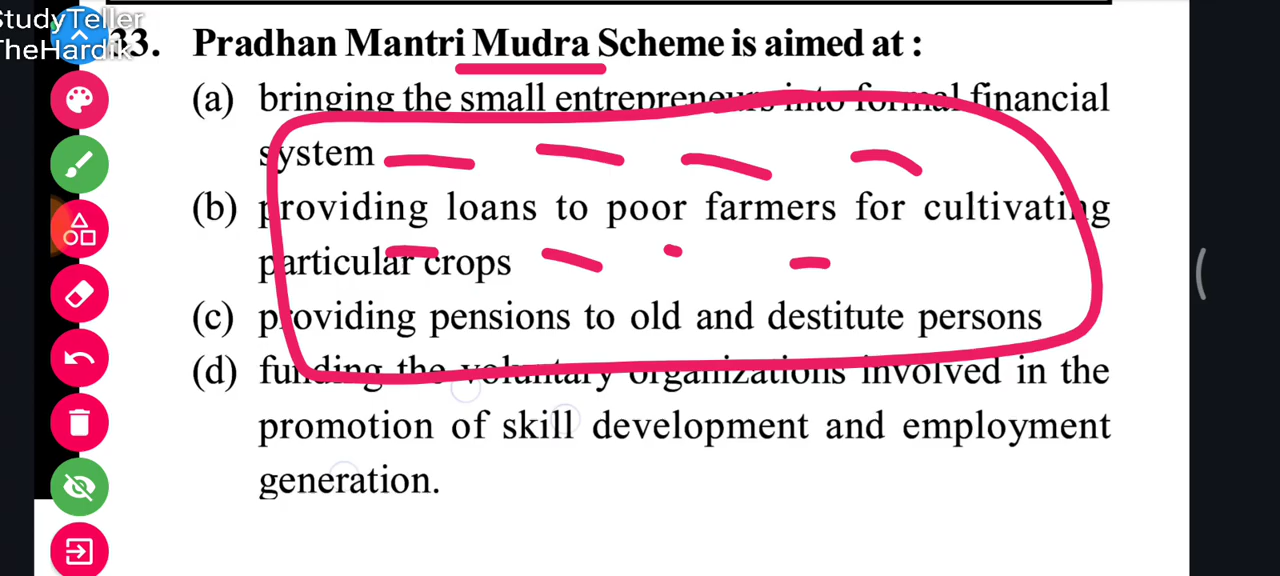 StudyTeller
TheHardik
33. Pradhan Mantri Mudra Scheme is aimed at :
(a) bringing the small entrepreneurs into formal financial
system
(b) providing loans to poor farmers for cultivating
particular crops
(c) providing pensions to old and destitute persons
(d) funding the voluntary organizations involved in the
promotion of skill development and employment
generation.